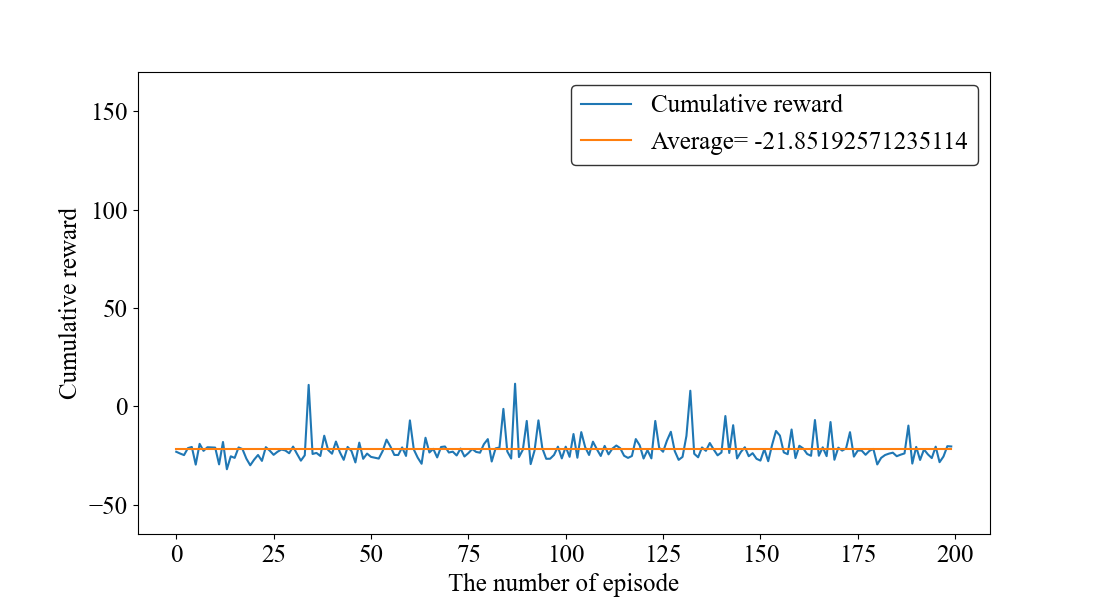 150
100
50
0
−50
Cumulative reward
Cumulative reward
Average= -21.85192571235114
0 25 50 75 100 125 150 175 200
The number of episode